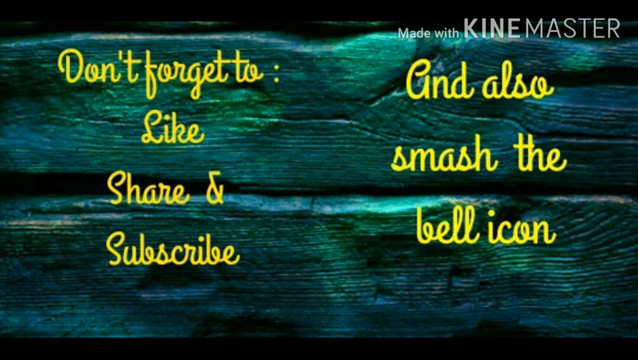 Made with KINEMASTER
Don't forget to :
Like
Share &
Subscribe
And also
smash the
bell icon